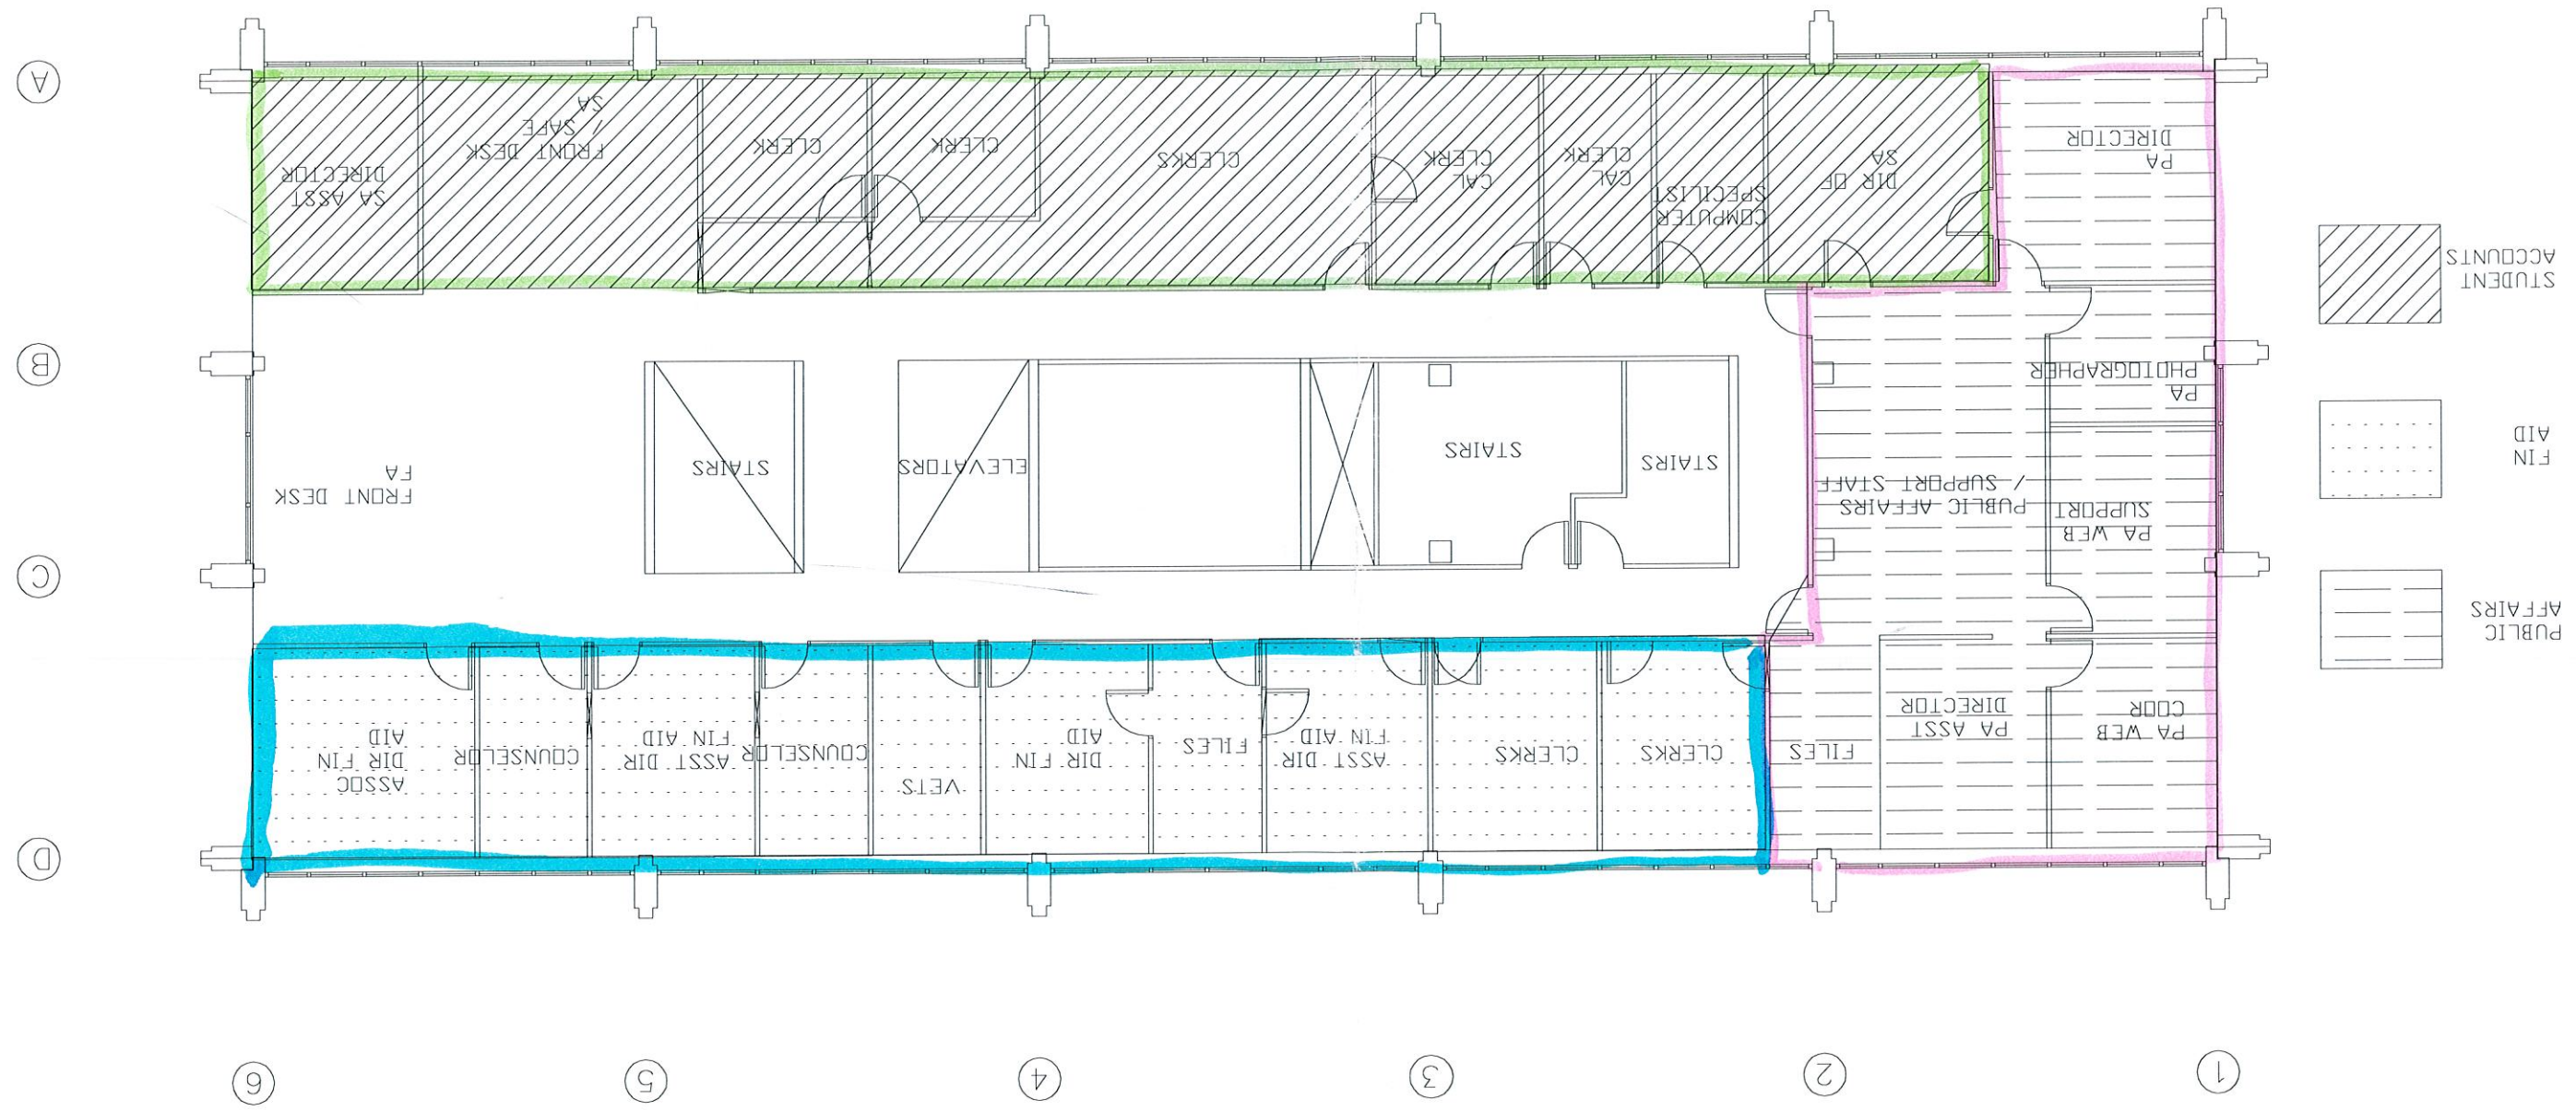 1
2
3
4
5
6
D
PA WEB
COOR
PA ASST
DIRECTOR
FILES
CLERKS
CLERKS
ASST DIR
FIN AID
FILES
DIR FIN
AID
VETS
COUNSELOR
ASST DIR
FIN AID
COUNSELOR
ASSOC
DIR FIN
AID
PUBLIC
AFFAIRS
C
PA WEB
SUPPORT
PUBLIC AFFAIRS
/ SUPPORT STAFF
STAIRS
STAIRS
ELEVATORS
STAIRS
FRONT DESK
FA
FIN
AID
PA
PHOTOGRAPHER
B
STUDENT
ACCOUNTS
PA
DIRECTOR
DIR OF
SA
COMPUTER
SPECILIST
CAL
CLERK
CAL
CLERK
CLERKS
CLERK
CLERK
FRONT DESK
/ SAFE
SA
SA ASST
DIRECTOR
A